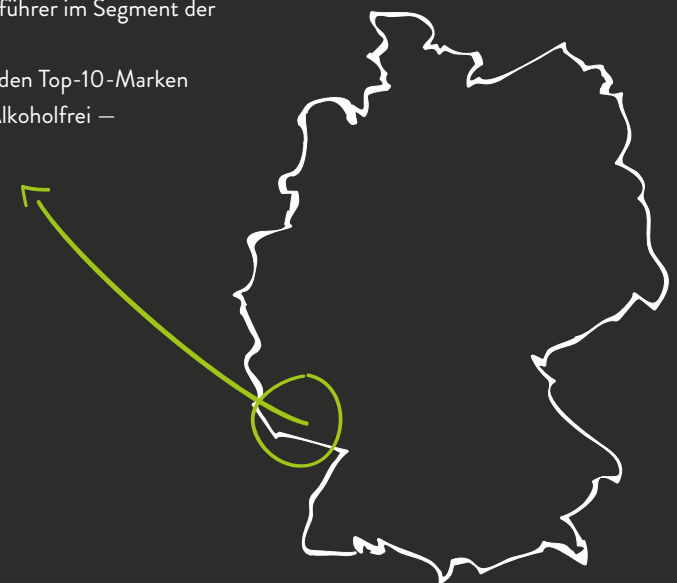 führer im Segment der
den Top-10-Marken
lkoholfrei –